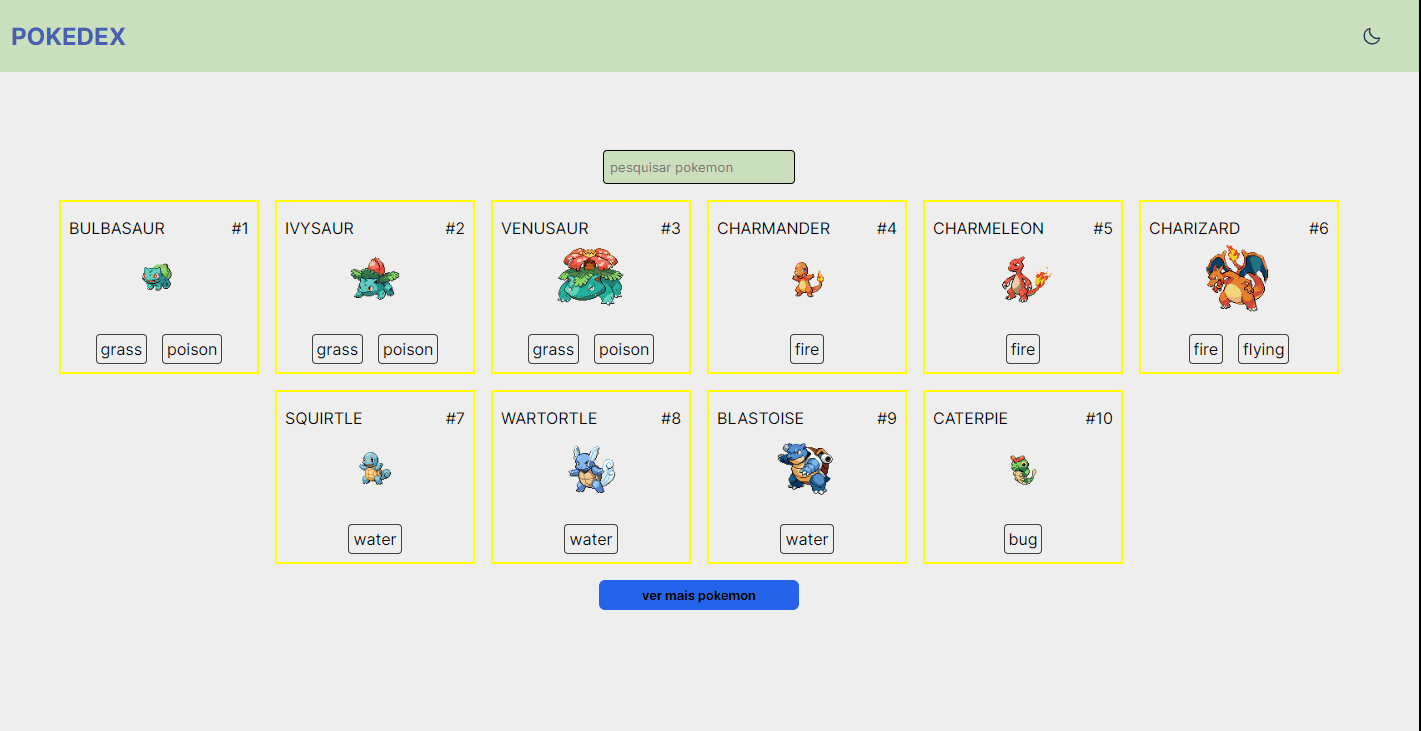 POKEDEX
pesquisar pokemon
BULBASAUR #1
IVYSAUR #2
VENUSAUR #3
CHARMANDER #4
CHARMELEON #5
CHARIZARD #6
grass poison
grass poison
grass poison
fire
fire
fire flying
SQUIRTLE #7
WARTORTLE #8
BLASTOISE #9
CATERPIE #10
water
water
water
bug
ver mais pokemon